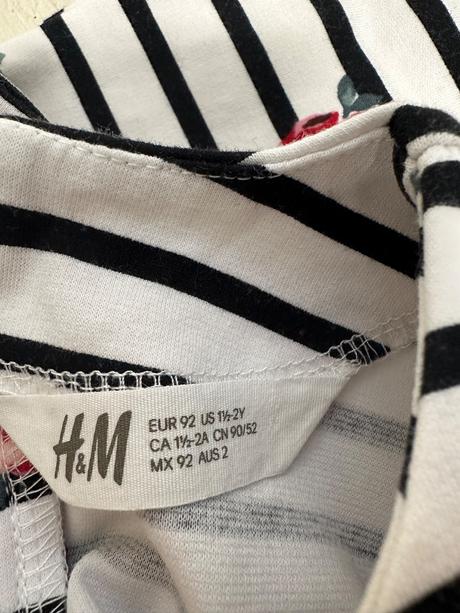 H&M
EUR 92 US 1½-2Y
CA 1½-2A CN 90/52
MX 92 AUS 2